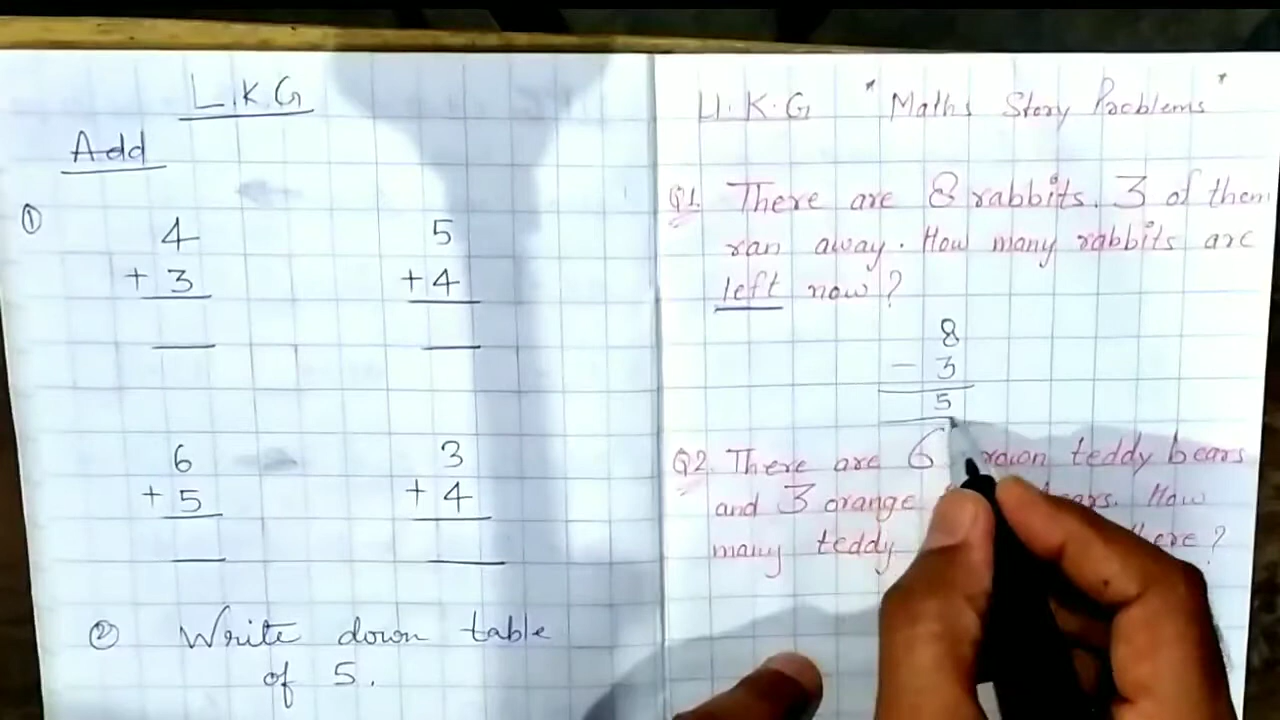 L.K.G
Add
①
4 5
+ 3 + 4
6 3
+ 5 + 4
② Write down table
of 5.
U.K.G "Maths Story Problems"
Q1. There are 8 rabbits. 3 of them
ran away. How many rabbits are
left now?
8
- 3
5
Q2. There are 6 teddy bears
and 3 orange How
many teddy there?